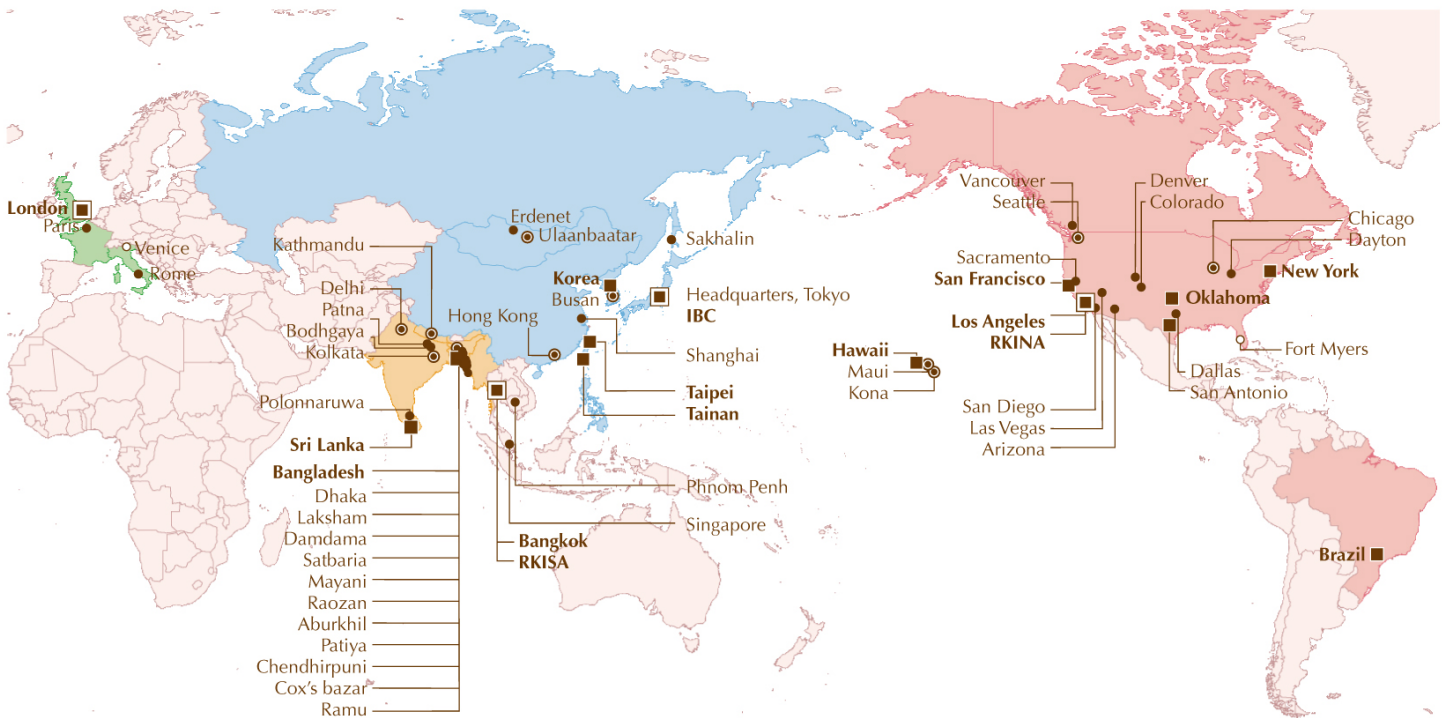 London
Paris
Venice
Rome
Kathmandu
Delhi
Patna
Bodhgaya
Kolkata
Polonnaruwa
Sri Lanka
Bangladesh
Dhaka
Laksham
Damdama
Satbaria
Mayani
Raozan
Aburkhil
Patiya
Chendhirpuni
Cox's bazar
Ramu
Erdenet
Ulaanbaatar
Sakhalin
Korea
Busan
Headquarters, Tokyo
IBC
Hong Kong
Shanghai
Taipei
Tainan
Phnom Penh
Singapore
Bangkok
RKISA
Hawaii
Maui
Kona
Vancouver
Seattle
Sacramento
San Francisco
Los Angeles
RKINA
San Diego
Las Vegas
Arizona
Denver
Colorado
Chicago
Dayton
New York
Oklahoma
Fort Myers
Dallas
San Antonio
Brazil